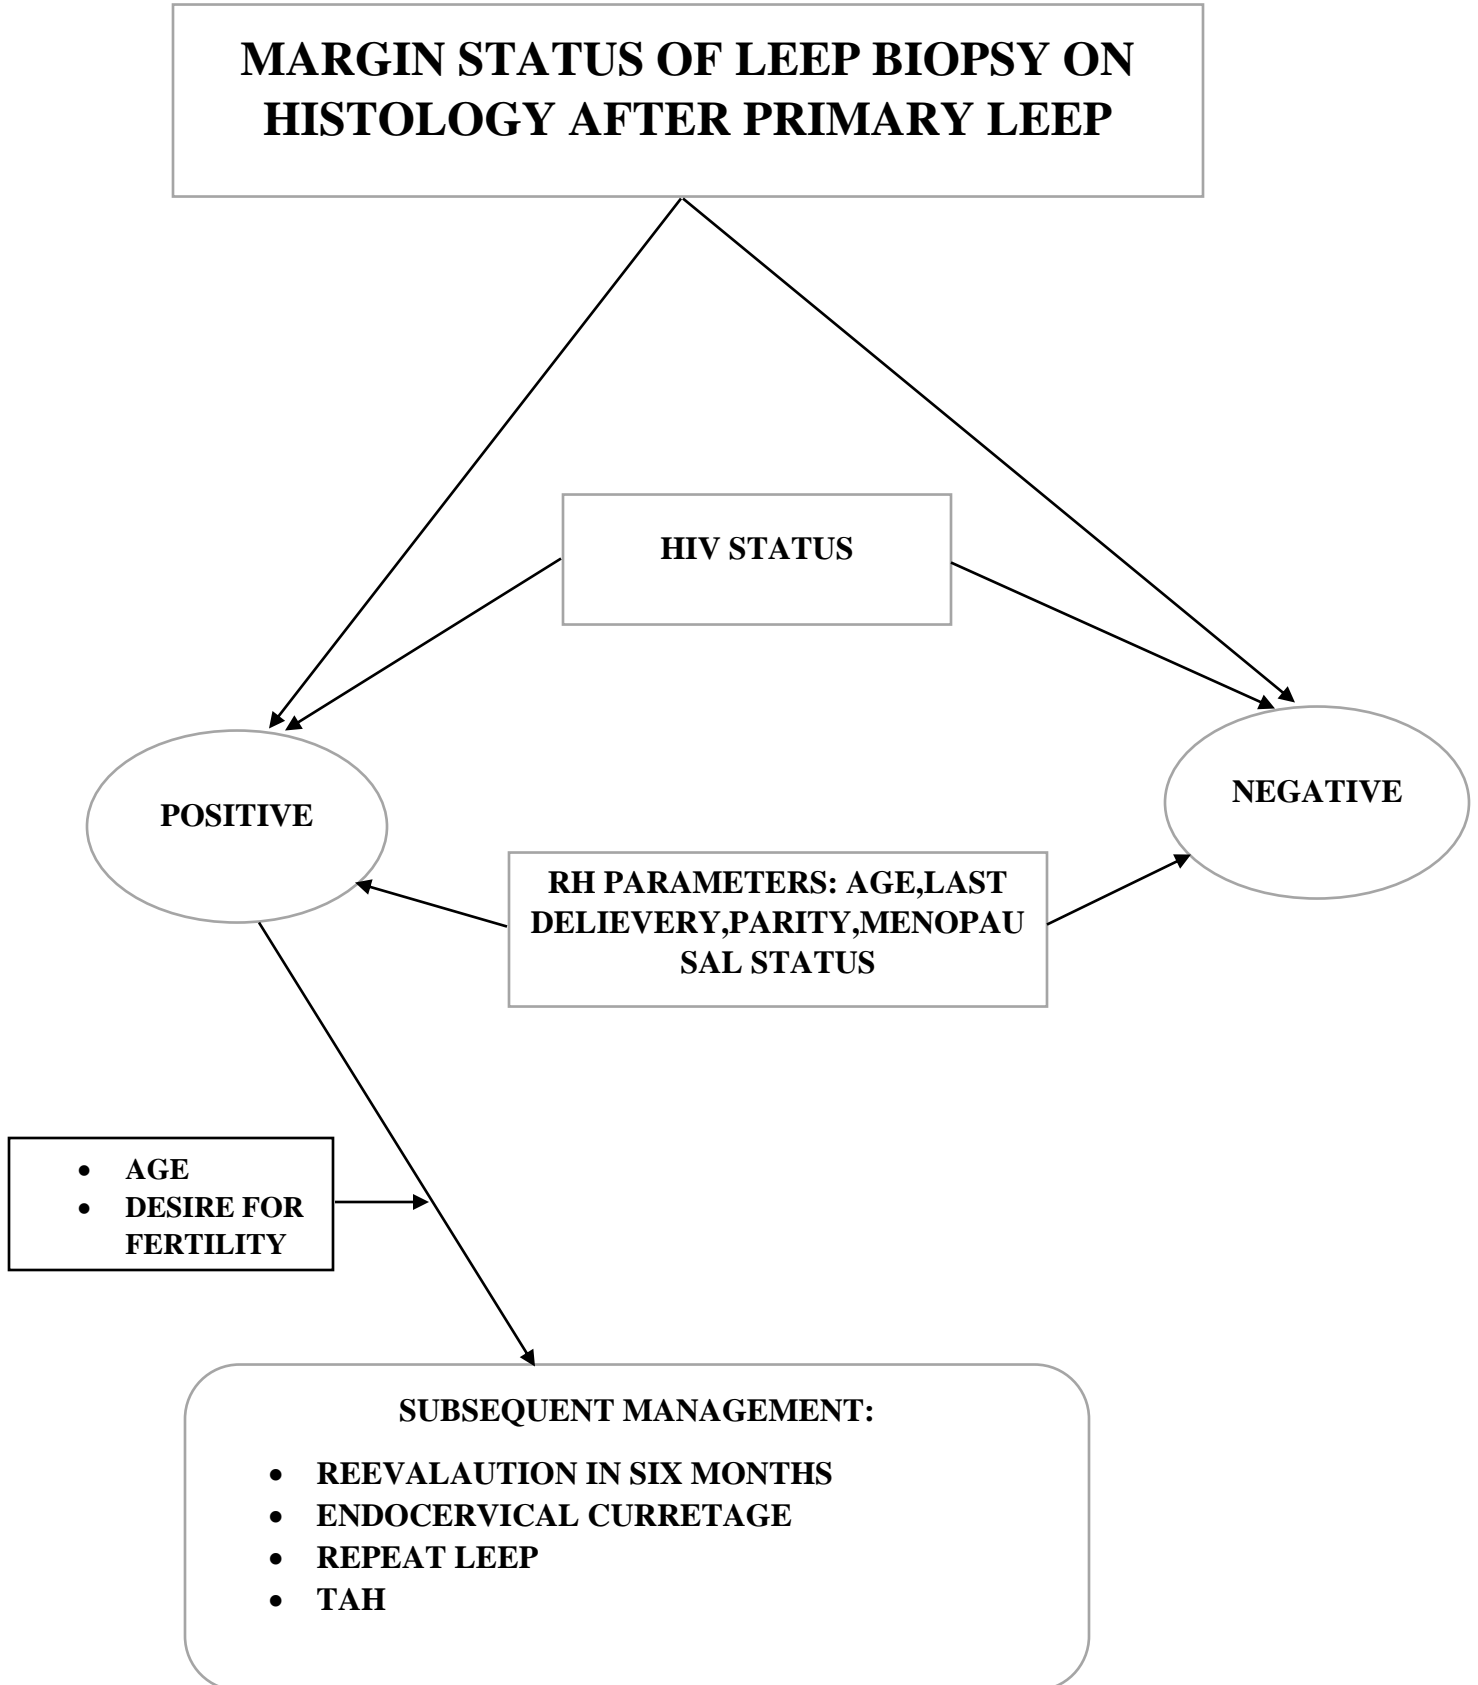 MARGIN STATUS OF LEEP BIOPSY ON
HISTOLOGY AFTER PRIMARY LEEP
HIV STATUS
POSITIVE
NEGATIVE
RH PARAMETERS: AGE,LAST
DELIEVERY,PARITY,MENOPAU
SAL STATUS
• AGE
• DESIRE FOR
FERTILITY
SUBSEQUENT MANAGEMENT:
• REEVALAUTION IN SIX MONTHS
• ENDOCERVICAL CURRETAGE
• REPEAT LEEP
• TAH